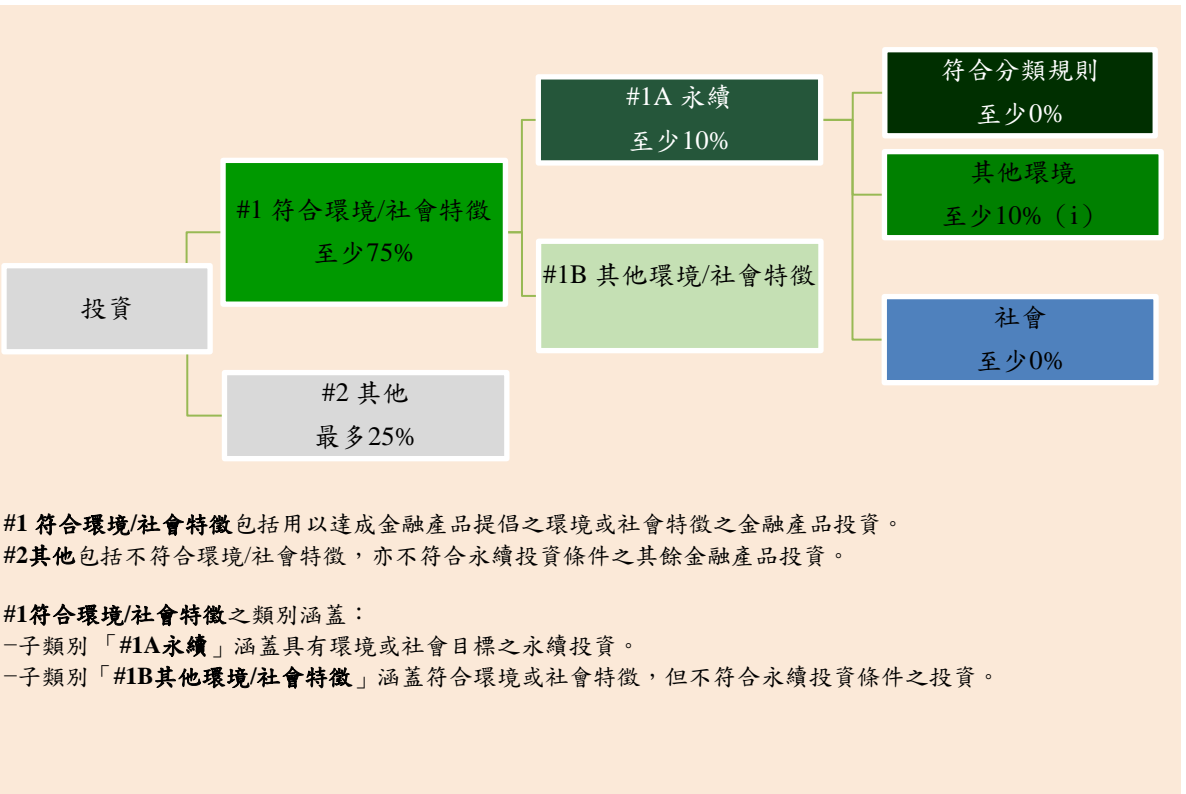 投資
#1 符合環境/社會特徵
至少75%
#2 其他
最多25%
#1A 永續
至少10%
#1B 其他環境/社會特徵
符合分類規則
至少0%
其他環境
至少10%（i）
社會
至少0%
#1 符合環境/社會特徵包括用以達成金融產品提倡之環境或社會特徵之金融產品投資。
#2其他包括不符合環境/社會特徵，亦不符合永續投資條件之其餘金融產品投資。
#1符合環境/社會特徵之類別涵蓋：
–子類別「#1A永續」涵蓋具有環境或社會目標之永續投資。
–子類別「#1B其他環境/社會特徵」涵蓋符合環境或社會特徵，但不符合永續投資條件之投資。